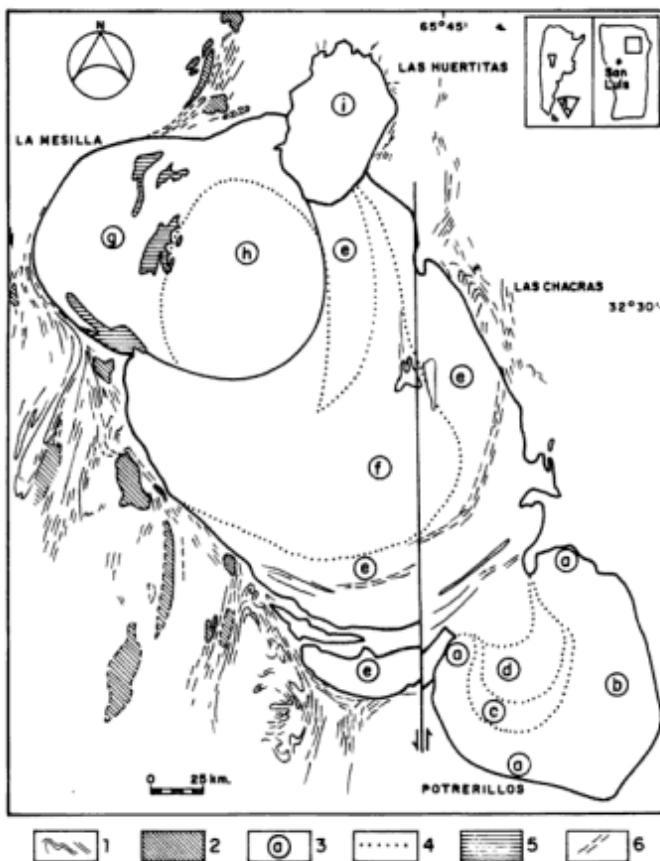 N
65° 45'
LAS HUERTITAS
San
Luis
i
LA MESILLA
g
h
e
LAS CHACRAS
32° 30'
e
f
e
a
e
a
d
b
c
a
0 25 km.
POTRERILLOS
1 2 a 3 4 5 6